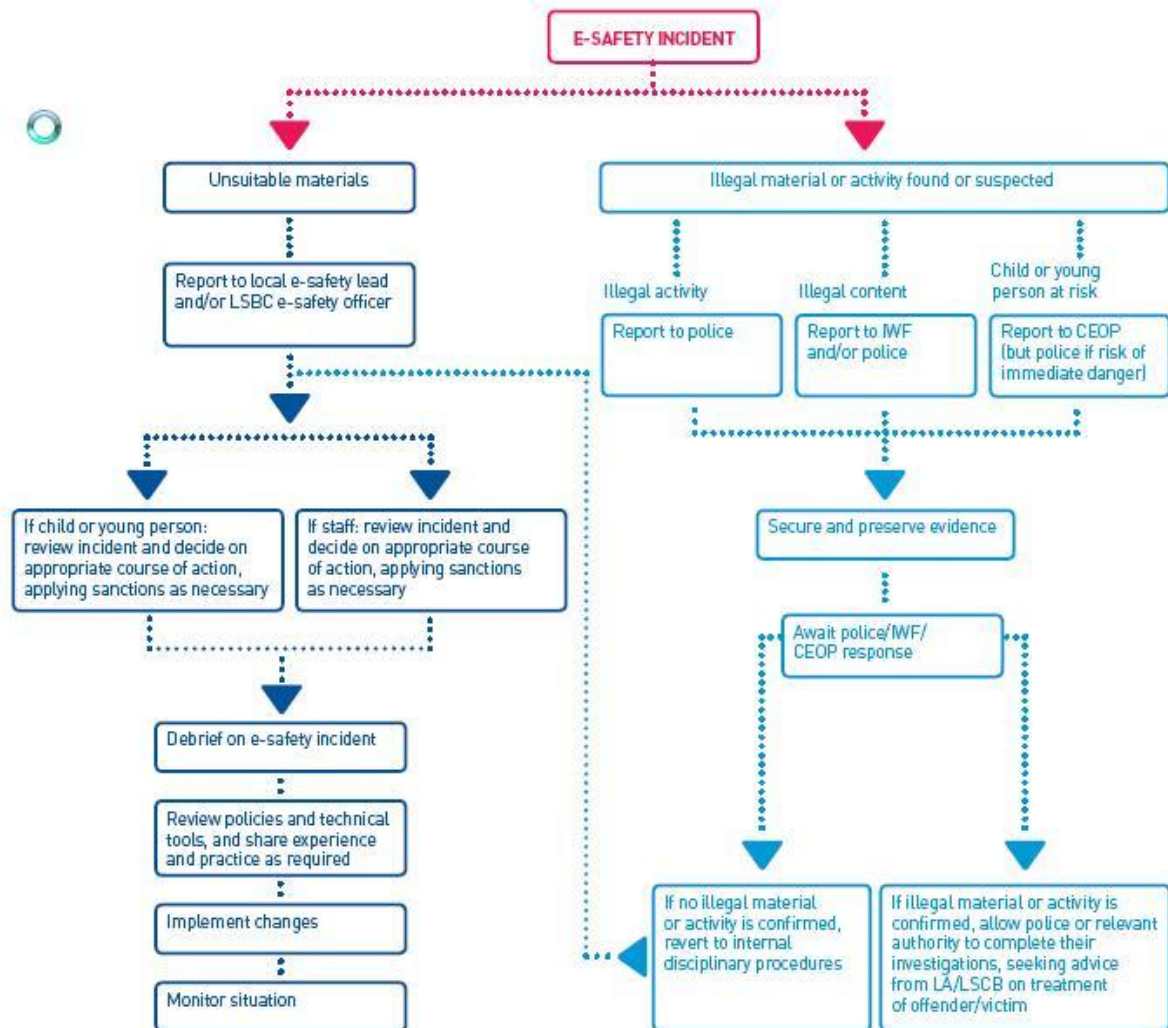 E-SAFETY INCIDENT
Unsuitable materials
Report to local e-safety lead
and/or LSBC e-safety officer
If child or young person:
review incident and decide on
appropriate course of action,
applying sanctions as necessary
If staff: review incident and
decide on appropriate course
of action, applying sanctions
as necessary
Debrief on e-safety incident
Review policies and technical
tools, and share experience
and practice as required
Implement changes
Monitor situation
Illegal material or activity found or suspected
Illegal activity
Report to police
Illegal content
Report to IWF
and/or police
Child or young
person at risk
Report to CEOP
(but police if risk of
immediate danger)
Secure and preserve evidence
Await police/IWF/
CEOP response
If no illegal material
or activity is confirmed,
revert to internal
disciplinary procedures
If illegal material or activity is
confirmed, allow police or relevant
authority to complete their
investigations, seeking advice
from LA/LSCB on treatment
of offender/victim